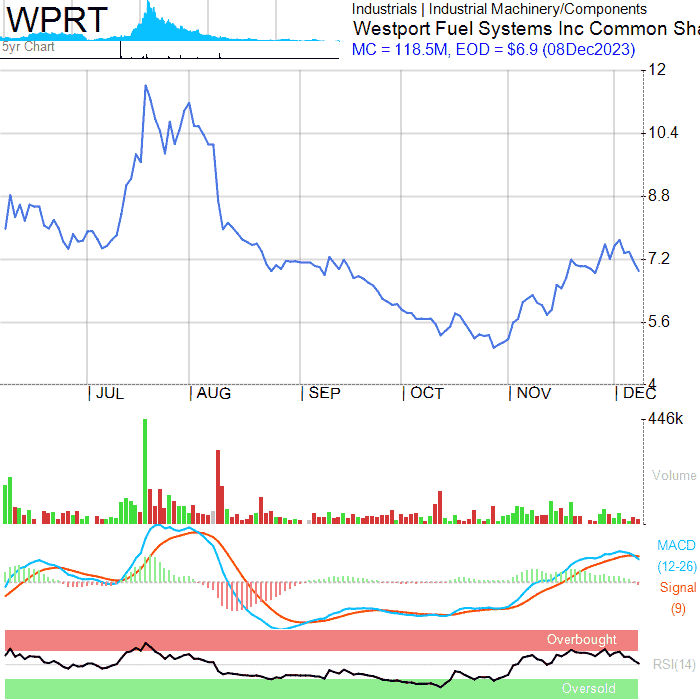 WPRT
5yr Chart
Industrials | Industrial Machinery/Components
Westport Fuel Systems Inc Common Sha
MC = 118.5M, EOD = $6.9 (08Dec2023)
12
10.4
8.8
7.2
5.6
4
JUL AUG SEP OCT NOV DEC
446k
Volume
MACD
(12-26)
Signal
(9)
Overbought
RSI(14)
Oversold